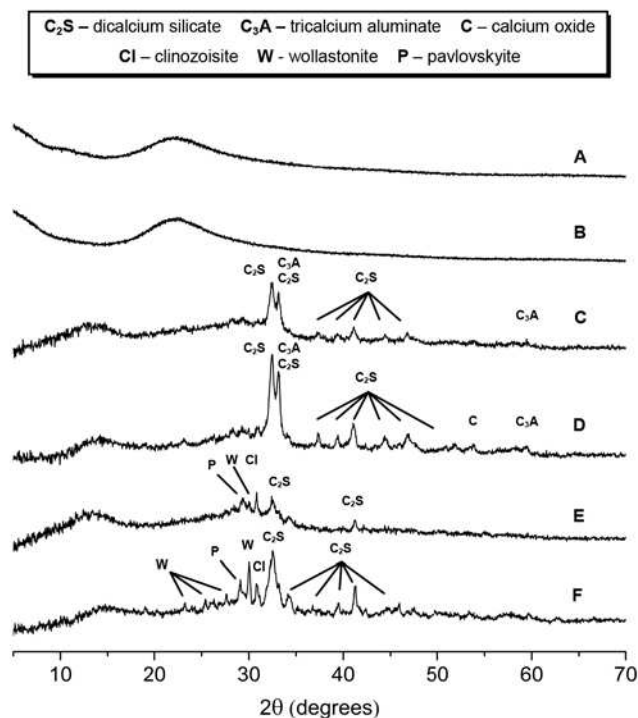 C₂S – dicalcium silicate C₃A – tricalcium aluminate C – calcium oxide
Cl – clinozoisite W - wollastonite P – pavlovskyite
A
B
C₂S C₃A
C₂S
C₂S
C₃A
C
C₂S C₃A
C₂S
C₂S
C
C₃A
D
P W Cl
C₂S
C₂S
E
W
P
W
Cl
C₂S
C₂S
F
10 20 30 40 50 60 70
2θ (degrees)